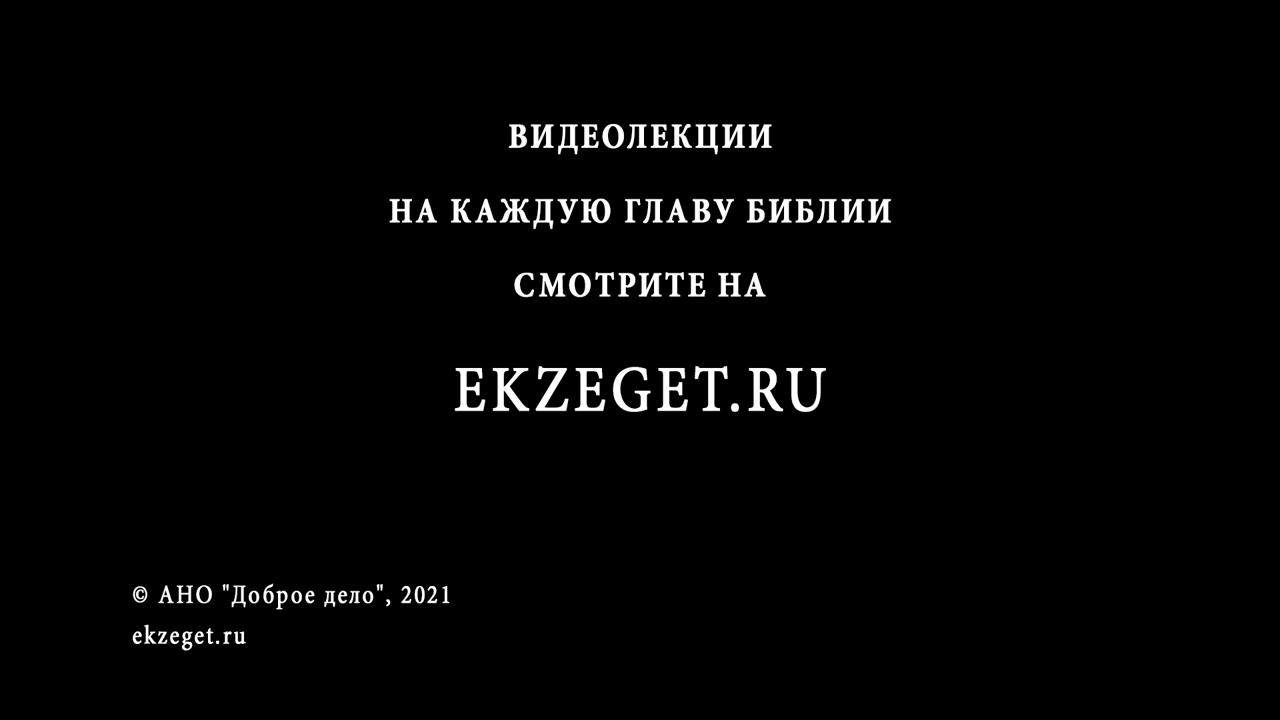 ВИДЕОЛЕКЦИИ
НА КАЖДУЮ ГЛАВУ БИБЛИИ
СМОТРИТЕ НА
EKZEGET.RU
© АНО "Доброе дело", 2021
ekzeget.ru